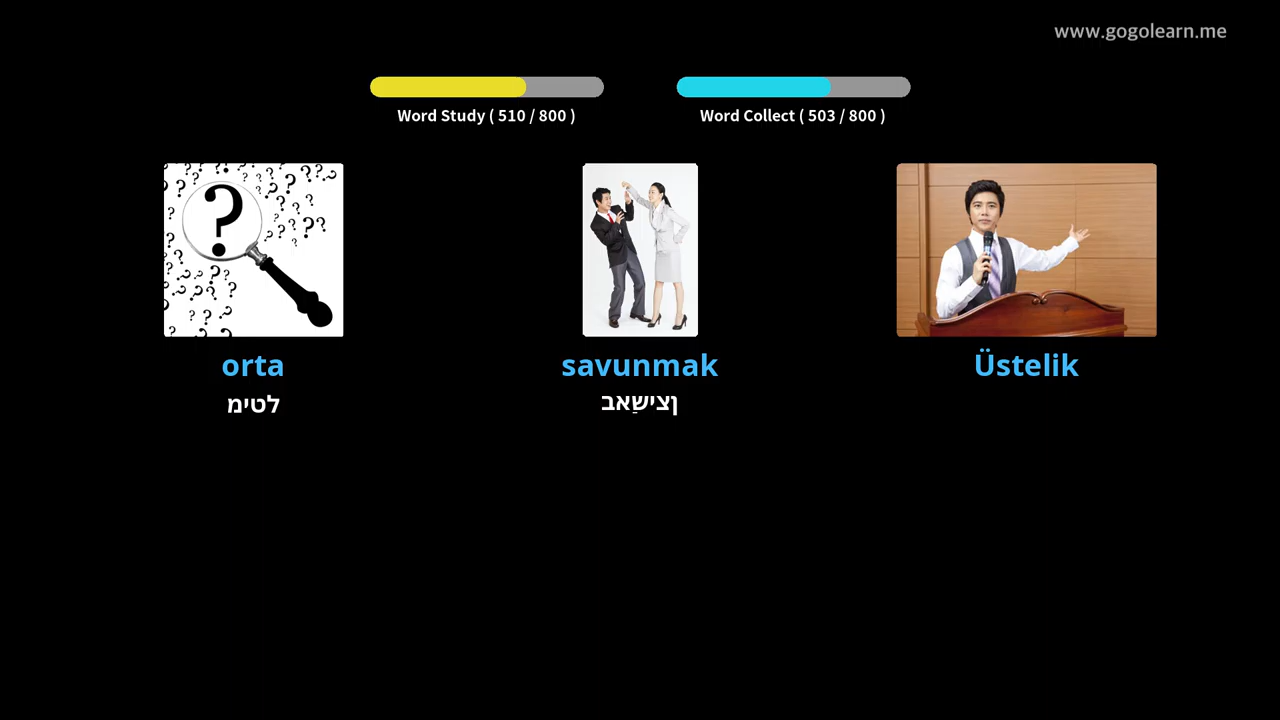 www.gogolearn.me
Word Study ( 510 / 800 )
Word Collect ( 503 / 800 )
orta
savunmak
Üstelik
לטימ
ןצישַאב